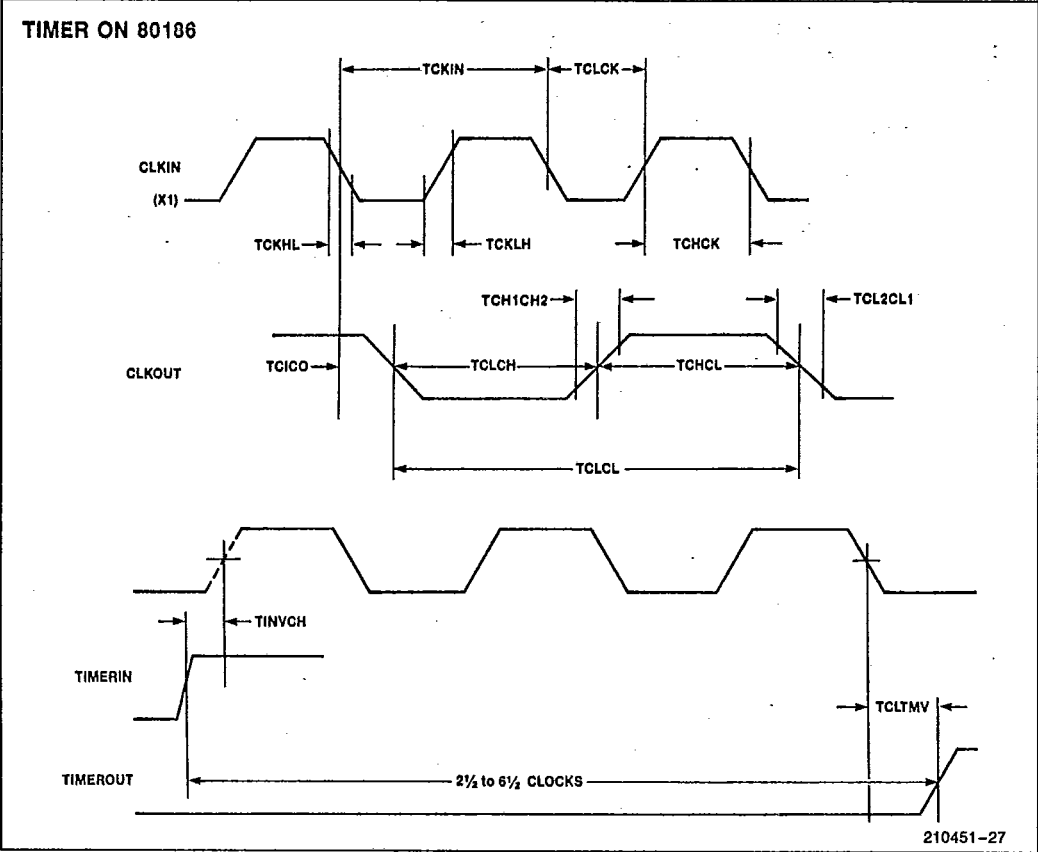 TIMER ON 80186
TCKIN
TCLCK
CLKIN
(X1)
TCKHL
TCKLH
TCHCK
TCH1CH2
TCL2CL1
CLKOUT
TCICO
TCLCH
TCHCL
TCLCL
TINVCH
TIMERIN
TCLTMV
TIMEROUT
2½ to 6½ CLOCKS
210451-27